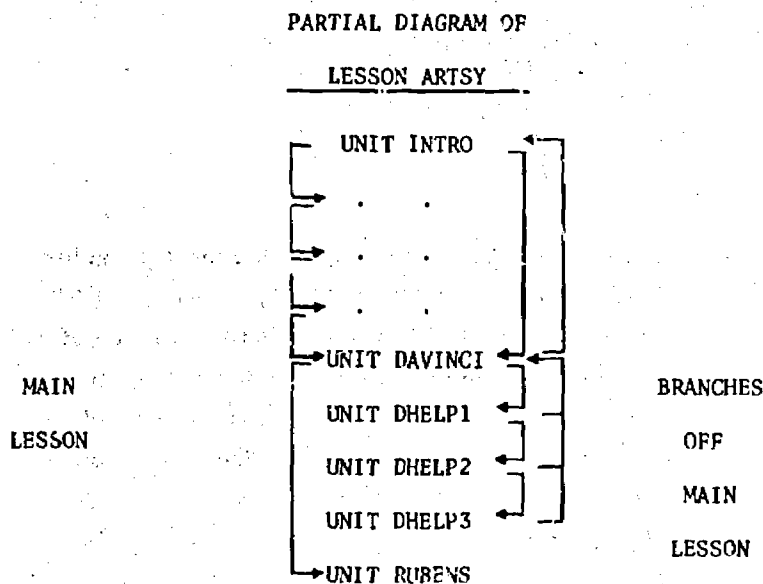 PARTIAL DIAGRAM OF
LESSON ARTSY
UNIT INTRO
. .
. .
. .
UNIT DAVINCI
MAIN
LESSON
UNIT DHELP1
UNIT DHELP2
UNIT DHELP3
UNIT RUBENS
BRANCHES
OFF
MAIN
LESSON